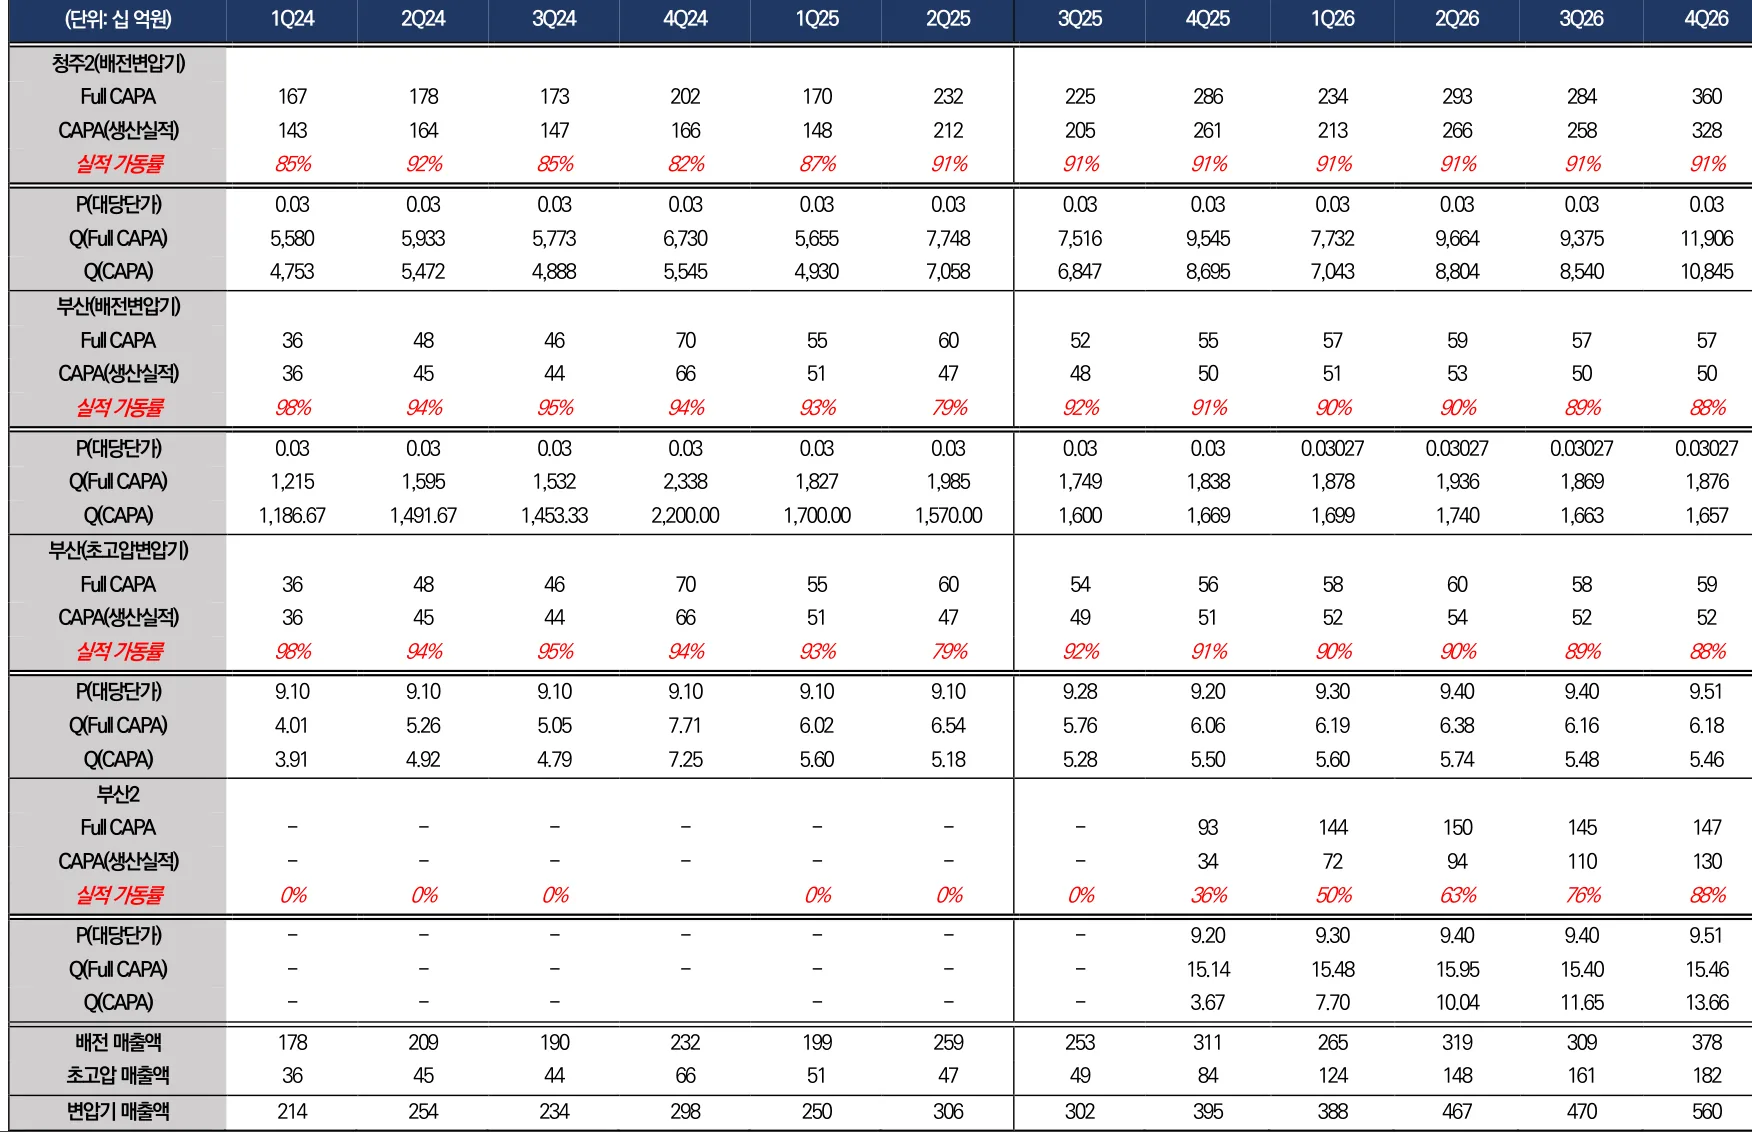 (단위: 십 억원) 1Q24 2Q24 3Q24 4Q24 1Q25 2Q25 3Q25 4Q25 1Q26 2Q26 3Q26 4Q26
청주2(배전변압기)
Full CAPA 167 178 173 202 170 232 225 286 234 293 284 360
CAPA(생산실적) 143 164 147 166 148 212 205 261 213 266 258 328
실적 가동률 85% 92% 85% 82% 87% 91% 91% 91% 91% 91% 91% 91%
P(대당단가) 0.03 0.03 0.03 0.03 0.03 0.03 0.03 0.03 0.03 0.03 0.03 0.03
Q(Full CAPA) 5,580 5,933 5,773 6,730 5,655 7,748 7,516 9,545 7,732 9,664 9,375 11,906
Q(CAPA) 4,753 5,472 4,888 5,545 4,930 7,058 6,847 8,695 7,043 8,804 8,540 10,845
부산(배전변압기)
Full CAPA 36 48 46 70 55 60 52 55 57 59 57 57
CAPA(생산실적) 36 45 44 66 51 47 48 50 51 53 50 50
실적 가동률 98% 94% 95% 94% 93% 79% 92% 91% 90% 90% 89% 88%
P(대당단가) 0.03 0.03 0.03 0.03 0.03 0.03 0.03 0.03 0.03027 0.03027 0.03027 0.03027
Q(Full CAPA) 1,215 1,595 1,532 2,338 1,827 1,985 1,749 1,838 1,878 1,936 1,869 1,876
Q(CAPA) 1,186.67 1,491.67 1,453.33 2,200.00 1,700.00 1,570.00 1,600 1,669 1,699 1,740 1,663 1,657
부산(초고압변압기)
Full CAPA 36 48 46 70 55 60 54 56 58 60 58 59
CAPA(생산실적) 36 45 44 66 51 47 49 51 52 54 52 52
실적 가동률 98% 94% 95% 94% 93% 79% 92% 91% 90% 90% 89% 88%
P(대당단가) 9.10 9.10 9.10 9.10 9.10 9.10 9.28 9.20 9.30 9.40 9.40 9.51
Q(Full CAPA) 4.01 5.26 5.05 7.71 6.02 6.54 5.76 6.06 6.19 6.38 6.16 6.18
Q(CAPA) 3.91 4.92 4.79 7.25 5.60 5.18 5.28 5.50 5.60 5.74 5.48 5.46
부산2
Full CAPA - - - - - - - 93 144 150 145 147
CAPA(생산실적) - - - - - - - 34 72 94 110 130
실적 가동률 0% 0% 0% 0% 0% 0% 36% 50% 63% 76% 88%
P(대당단가) - - - - - - - 9.20 9.30 9.40 9.40 9.51
Q(Full CAPA) - - - - - - - 15.14 15.48 15.95 15.40 15.46
Q(CAPA) - - - - - - 3.67 7.70 10.04 11.65 13.66
배전 매출액 178 209 190 232 199 259 253 311 265 319 309 378
초고압 매출액 36 45 44 66 51 47 49 84 124 148 161 182
변압기 매출액 214 254 234 298 250 306 302 395 388 467 470 560